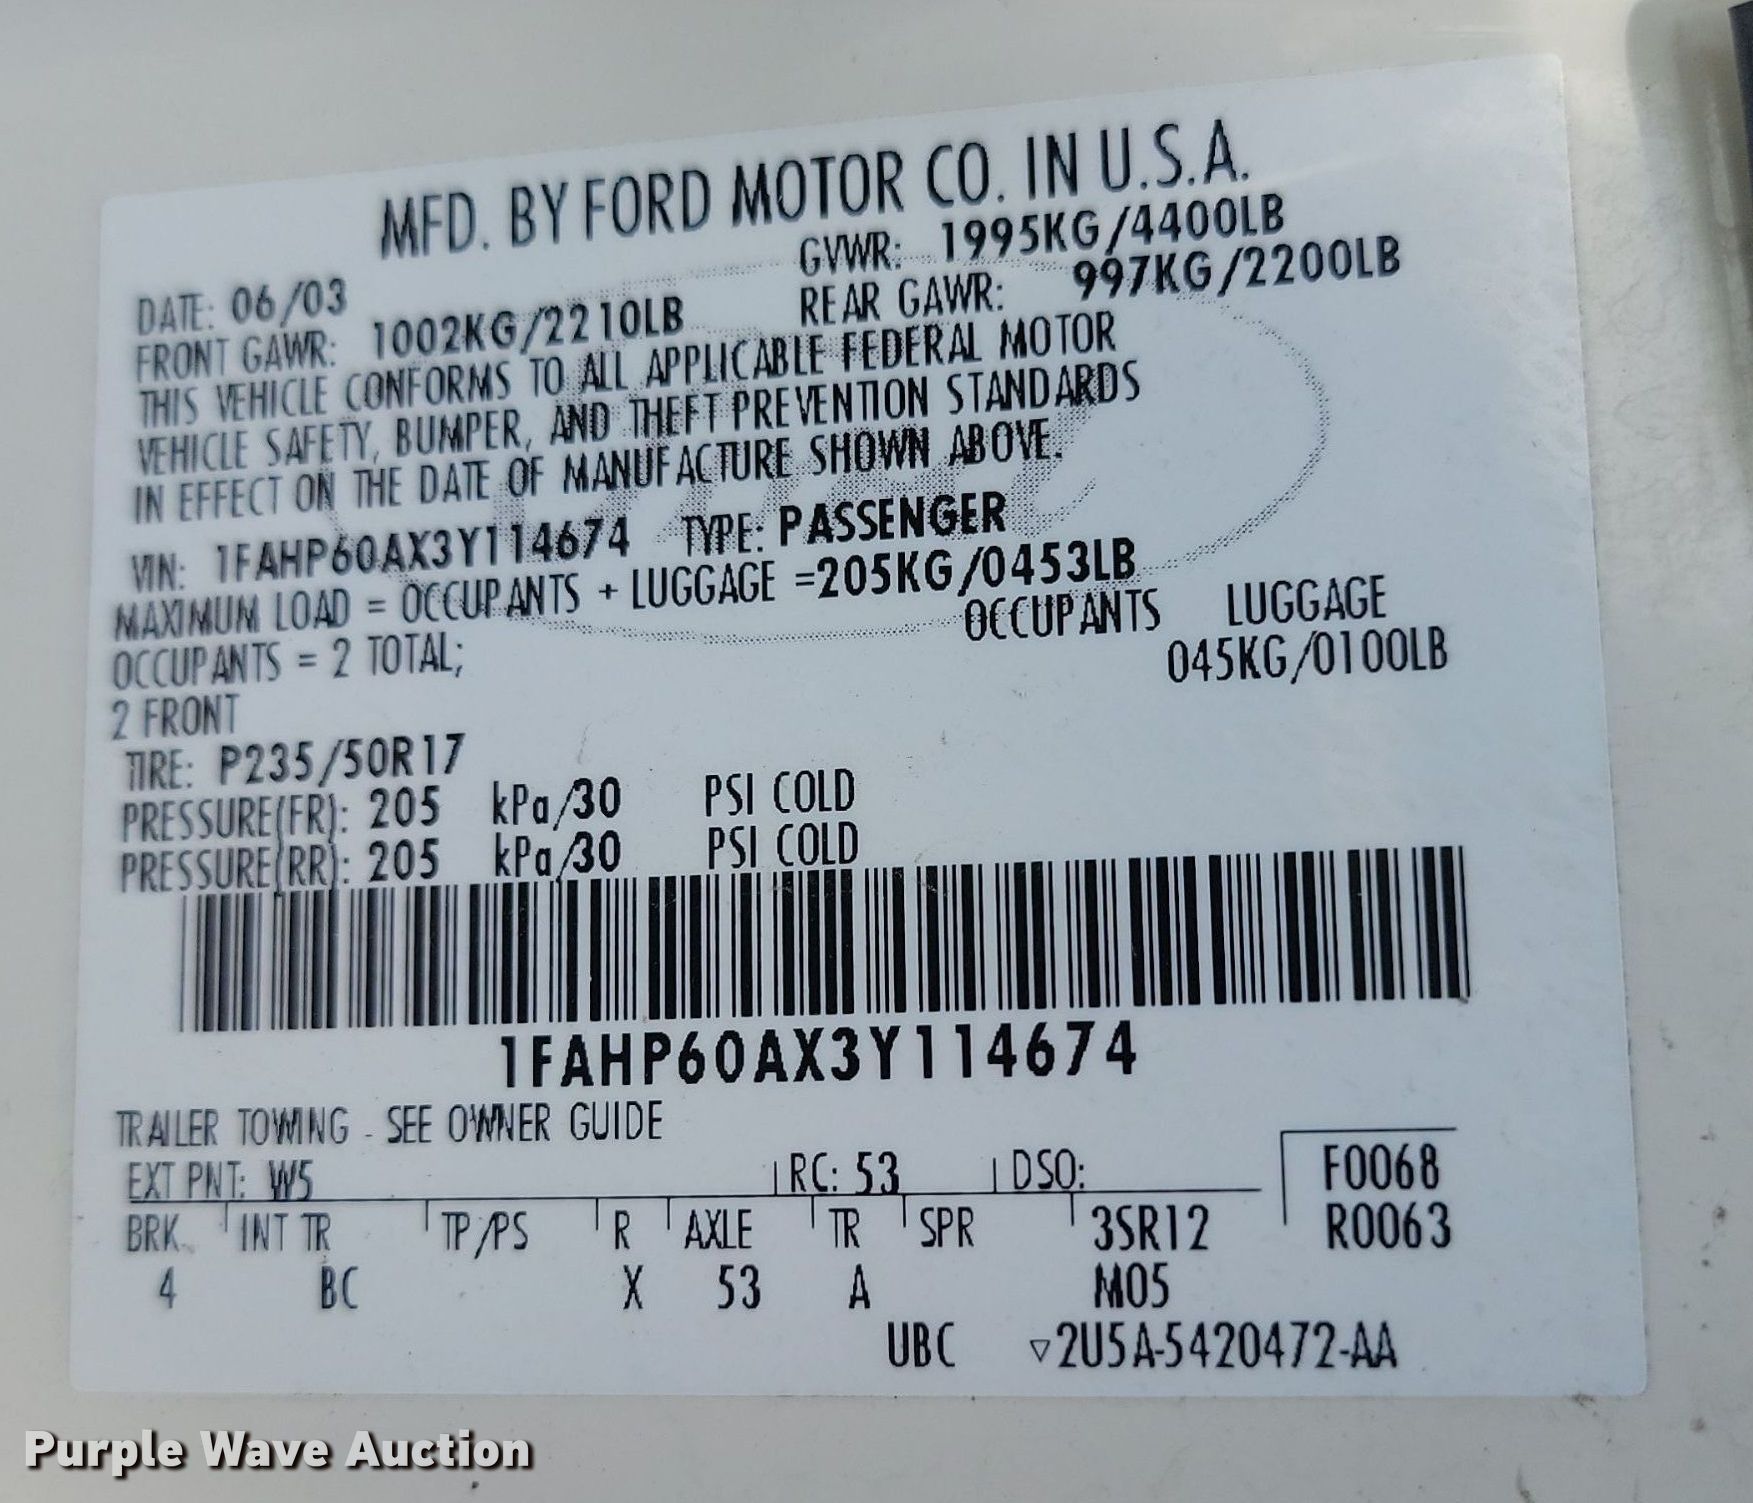 MFD. BY FORD MOTOR CO. IN U.S.A.
DATE: 06/03 GVWR: 1995KG/4400LB
FRONT GAWR: 1002KG/2210LB REAR GAWR: 997KG/2200LB
THIS VEHICLE CONFORMS TO ALL APPLICABLE FEDERAL MOTOR
VEHICLE SAFETY, BUMPER, AND THEFT PREVENTION STANDARDS
IN EFFECT ON THE DATE OF MANUFACTURE SHOWN ABOVE.
VIN: 1FAHP60AX3Y114674 TYPE: PASSENGER
MAXIMUM LOAD = OCCUPANTS + LUGGAGE =205KG/0453LB
OCCUPANTS = 2 TOTAL; OCCUPANTS LUGGAGE
2 FRONT 045KG/0100LB
TIRE: P235/50R17
PRESSURE(FR): 205 kPa/30 PSI COLD
PRESSURE(RR): 205 kPa/30 PSI COLD
1FAHP60AX3Y114674
TRAILER TOWING - SEE OWNER GUIDE
EXT PNT: W5 RC: 53 DSO: F0068
BRK INT TR TP/PS R AXLE TR SPR 3SR12 R0063
4 BC X 53 A M05
UBC ▽2U5A-5420472-AA
Purple Wave Auction